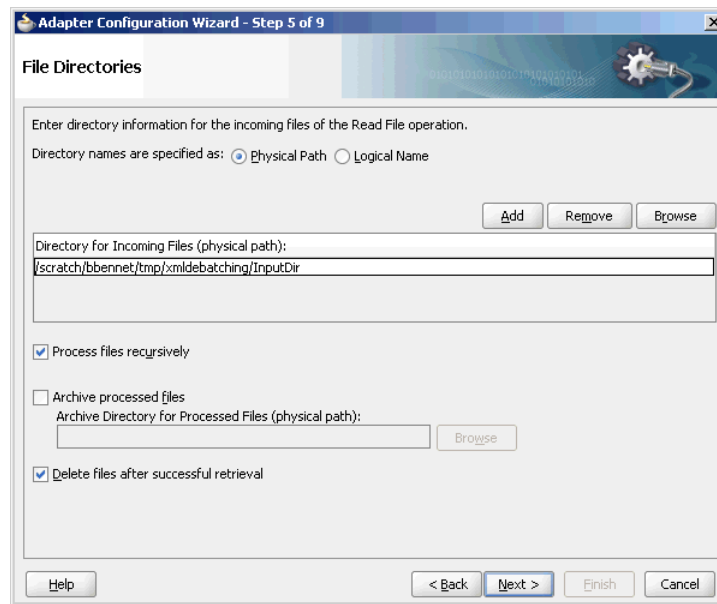 Adapter Configuration Wizard - Step 5 of 9
File Directories
Enter directory information for the incoming files of the Read File operation.
Directory names are specified as: Physical Path Logical Name
Add Remove Browse
Directory for Incoming Files (physical path):
/scratch/bbennet/tmp/xmldebatching/InputDir
Process files recursively
Archive processed files
Archive Directory for Processed Files (physical path):
Browse
Delete files after successful retrieval
Help < Back Next > Finish Cancel